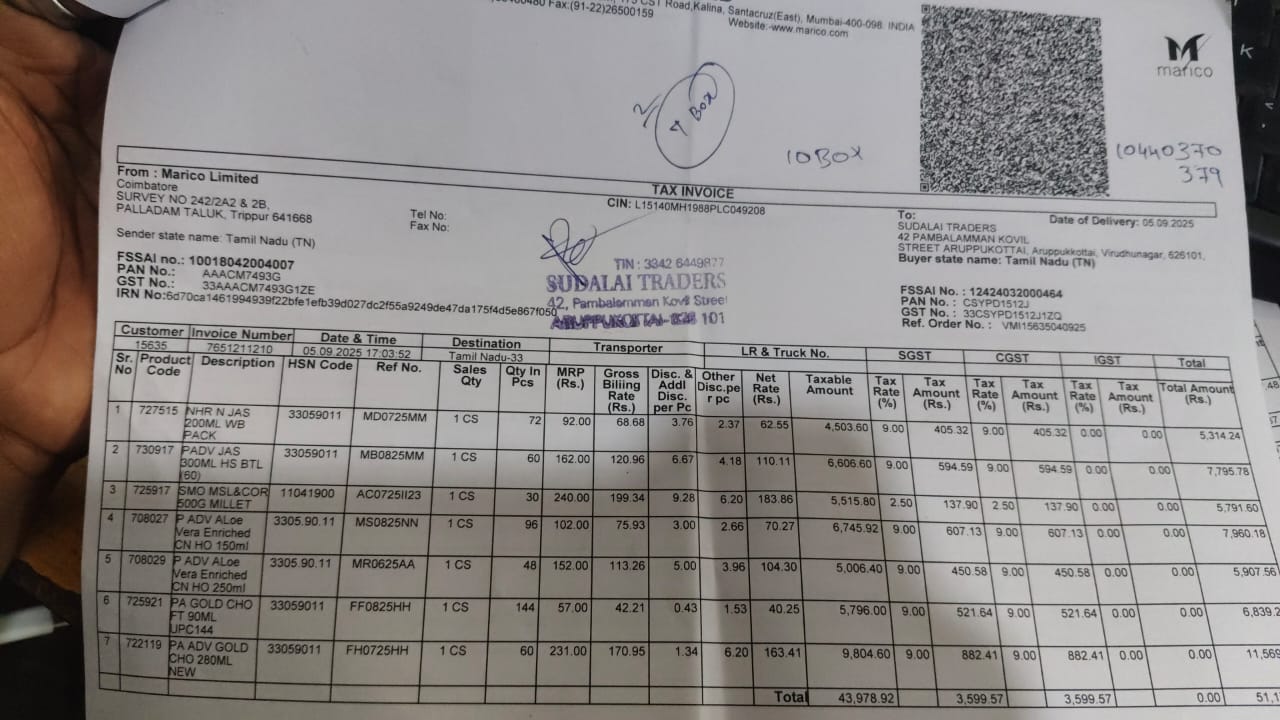 Fax:(91-22)26500159
CST Road,Kalina, Santacruz(East), Mumbai-400-098. INDIA
Website:-www.marico.com
marico
4 Box
10 BOX
10440370
379
TAX INVOICE
CIN: L15140MH1988PLC049208
From : Marico Limited
Coimbatore
SURVEY NO 242/2A2 & 2B,
PALLADAM TALUK, Trippur 641668
Tel No:
Fax No:
Sender state name: Tamil Nadu (TN)
FSSAI no.: 10018042004007
PAN No.: AAACM7493G
GST No.: 33AAACM7493G1ZE
IRN No:6d70ca1461994939f22bfe1efb39d027dc2f55a9249de47da175f4d5e867f050
TIN : 3342 6449877
SUDALAI TRADERS
42, Pambalamman Kovil Street
ARUPPUKOTTAI-626 101
To:
Date of Delivery: 05.09.2025
SUDALAI TRADERS
42 PAMBALAMMAN KOVIL
STREET ARUPPUKOTTAI, Aruppukkottai, Virudhunagar, 626101,
Buyer state name: Tamil Nadu (TN)
FSSAI No. : 12424032000464
PAN No. : CSYPD1512J
GST No. : 33CSYPD1512J1ZQ
Ref. Order No. : VMI15635040925
Customer Invoice Number Date & Time Destination Transporter LR & Truck No. SGST CGST IGST Total
15635 7651211210 05.09.2025 17:03:52 Tamil Nadu-33
Sr. No Product Code Description HSN Code Ref No. Sales Qty Qty In Pcs MRP (Rs.) Gross Billing Rate (Rs.) Disc. & Addl Disc. per Pc Other Disc.pe r pc Net Rate (Rs.) Taxable Amount Tax Rate (%) Tax Amount (Rs.) Tax Rate (%) Tax Amount (Rs.) Tax Rate (%) Tax Amount (Rs.) Total Amount (Rs.)
1 727515 NHR N JAS 200ML WB PACK 33059011 MD0725MM 1 CS 72 92.00 68.68 3.76 2.37 62.55 4,503.60 9.00 405.32 9.00 405.32 0.00 0.00 5,314.24
2 730917 PADV JAS 300ML HS BTL (60) 33059011 MB0825MM 1 CS 60 162.00 120.96 6.67 4.18 110.11 6,606.60 9.00 594.59 9.00 594.59 0.00 0.00 7,795.78
3 725917 SMO MSL&COR 500G MILLET 11041900 AC0725II23 1 CS 30 240.00 199.34 9.28 6.20 183.86 5,515.80 2.50 137.90 2.50 137.90 0.00 0.00 5,791.60
4 708027 P ADV ALoe Vera Enriched CN HO 150ml 3305.90.11 MS0825NN 1 CS 96 102.00 75.93 3.00 2.66 70.27 6,745.92 9.00 607.13 9.00 607.13 0.00 0.00 7,960.18
5 708029 P ADV ALoe Vera Enriched CN HO 250ml 3305.90.11 MR0625AA 1 CS 48 152.00 113.26 5.00 3.96 104.30 5,006.40 9.00 450.58 9.00 450.58 0.00 0.00 5,907.56
6 725921 PA GOLD CHO FT 90ML UPC144 33059011 FF0825HH 1 CS 144 57.00 42.21 0.43 1.53 40.25 5,796.00 9.00 521.64 9.00 521.64 0.00 0.00 6,839.2
7 722119 PA ADV GOLD CHO 280ML NEW 33059011 FH0725HH 1 CS 60 231.00 170.95 1.34 6.20 163.41 9,804.60 9.00 882.41 9.00 882.41 0.00 0.00 11,569
Total 43,978.92 3,599.57 3,599.57 0.00 51,1